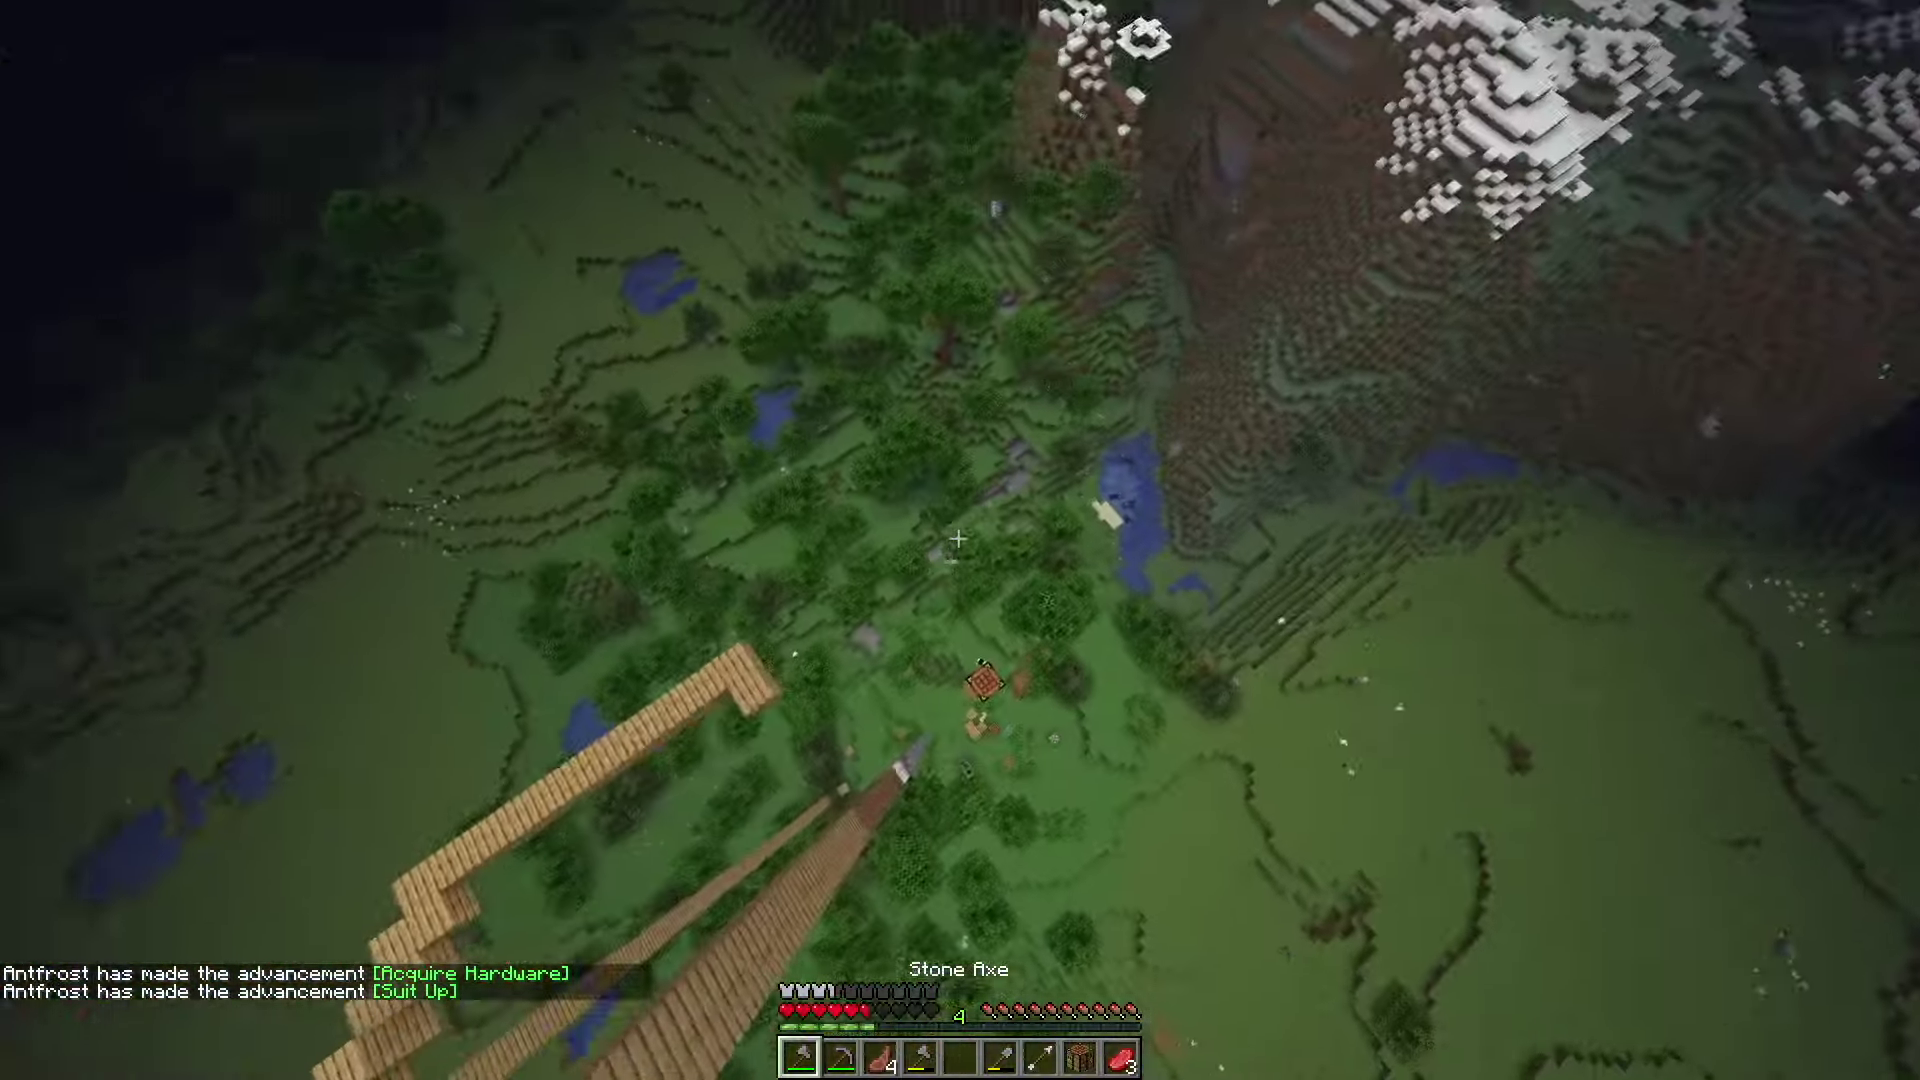 Antfrost has made the advancement [Acquire Hardware]
Antfrost has made the advancement [Suit Up]
Stone Axe
4
4
3